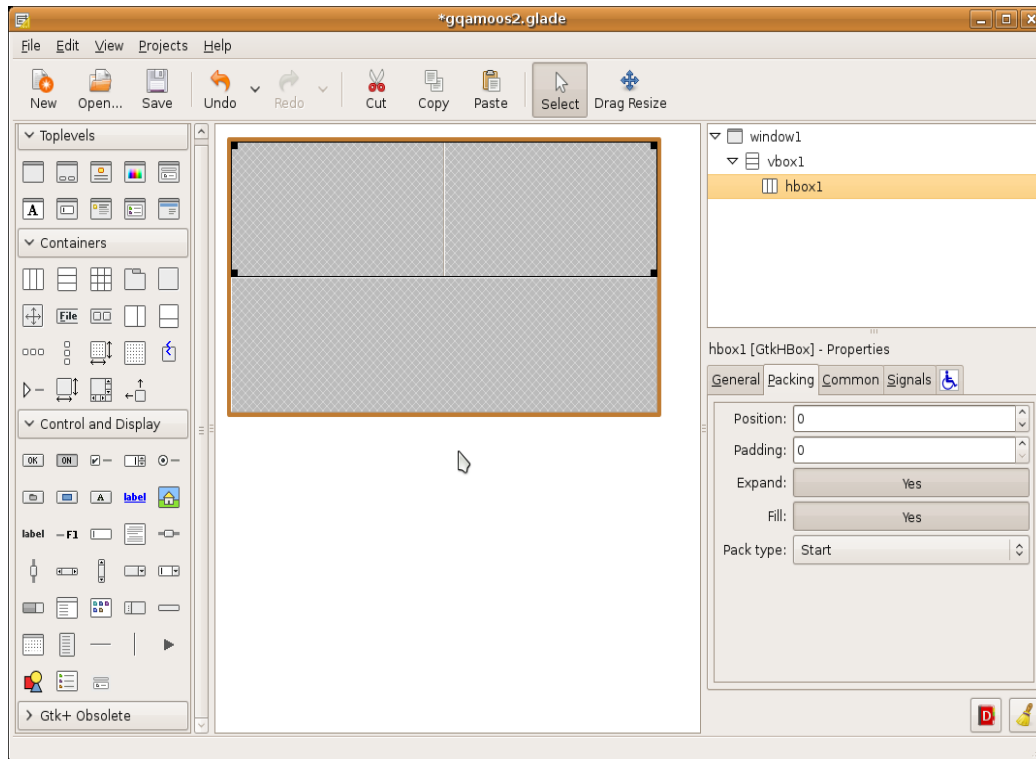 *gqamoos2.glade
File Edit View Projects Help
New Open... Save Undo Redo Cut Copy Paste Select Drag Resize
Toplevels
A
Containers
File
Control and Display
OK ON
A label
label F1
Gtk+ Obsolete
window1
vbox1
hbox1
hbox1 [GtkHBox] - Properties
General Packing Common Signals
Position: 0
Padding: 0
Expand: Yes
Fill: Yes
Pack type: Start
D